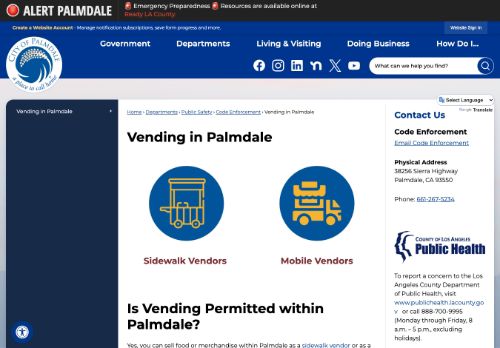 ALERT PALMDALE
Emergency Preparedness Resources are available online at
Ready LA County.
Create a Website Account - Manage notification subscriptions, save form progress and more.
Website Sign In
CITY OF PALMDALE
a place to call home
Government Departments Living & Visiting Doing Business How Do I...
What can we help you find?
Select Language
Google Translate
Vending in Palmdale
Home › Departments › Public Safety › Code Enforcement › Vending in Palmdale
Vending in Palmdale
Sidewalk Vendors
Mobile Vendors
Is Vending Permitted within
Palmdale?
Yes, you can sell food or merchandise within Palmdale as a sidewalk vendor or as a
Contact Us
Code Enforcement
Email Code Enforcement
Physical Address
38256 Sierra Highway
Palmdale, CA 93550
Phone: 661-267-5234
COUNTY OF LOS ANGELES
Public Health
To report a concern to the Los
Angeles County Department
of Public Health, visit
www.publichealth.lacounty.go
v or call 888-700-9995
(Monday through Friday, 8
a.m. – 5 p.m., excluding
holidays).